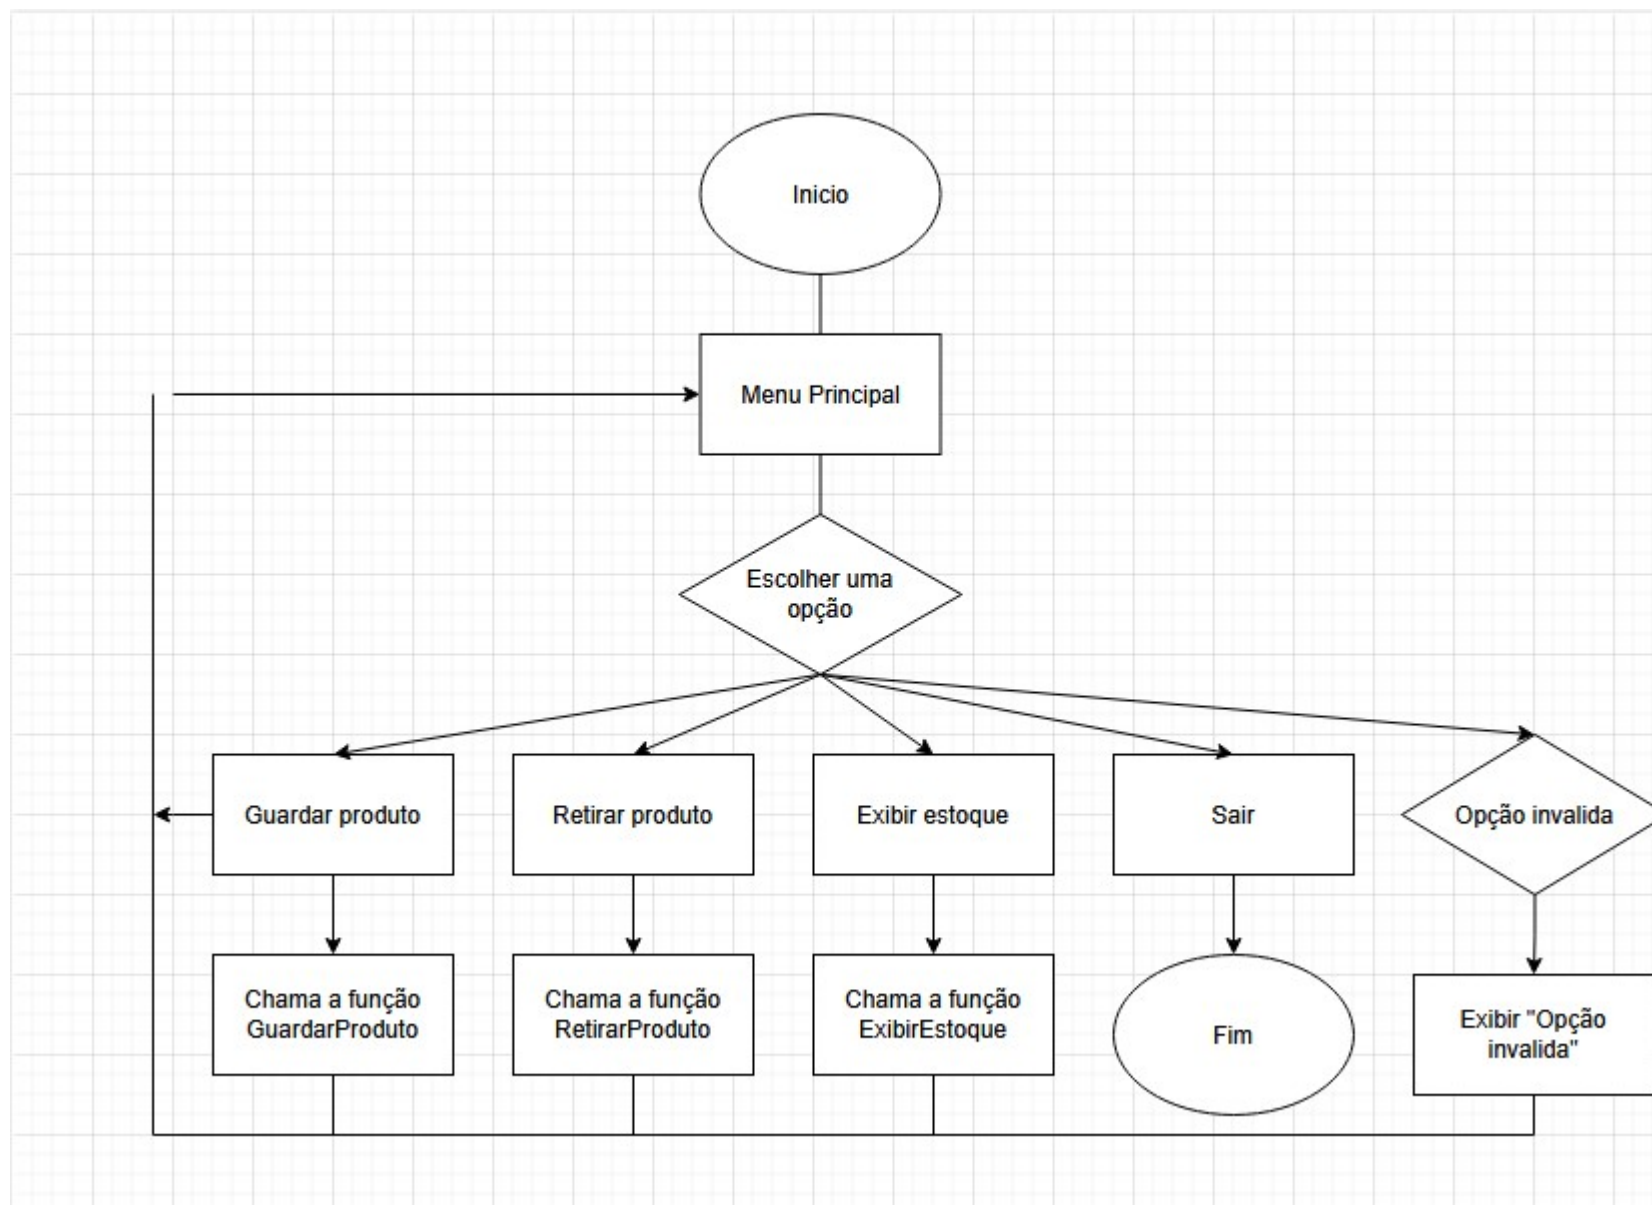 Inicio
Menu Principal
Escolher uma
opção
Guardar produto
Retirar produto
Exibir estoque
Sair
Opção invalida
Chama a função
GuardarProduto
Chama a função
RetirarProduto
Chama a função
ExibirEstoque
Fim
Exibir "Opção
invalida"